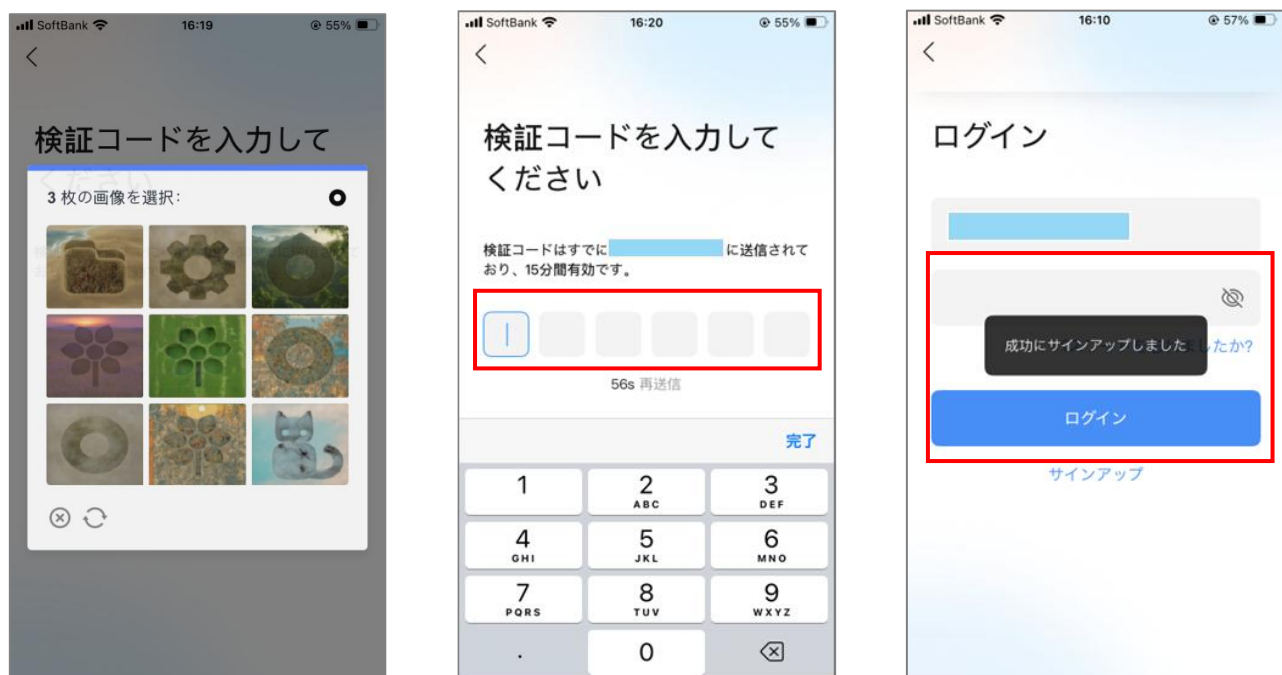 SoftBank 16:19 55%
検証コードを入力して
ください
3 枚の画像を選択:
SoftBank 16:20 55%
検証コードを入力して
ください
検証コードはすでに に送信されて
おり、15分間有効です。
56s 再送信
完了
1 2 3
ABC DEF
4 5 6
GHI JKL MNO
7 8 9
PQRS TUV WXYZ
. 0
SoftBank 16:10 57%
ログイン
成功にサインアップしました
たか?
ログイン
サインアップ